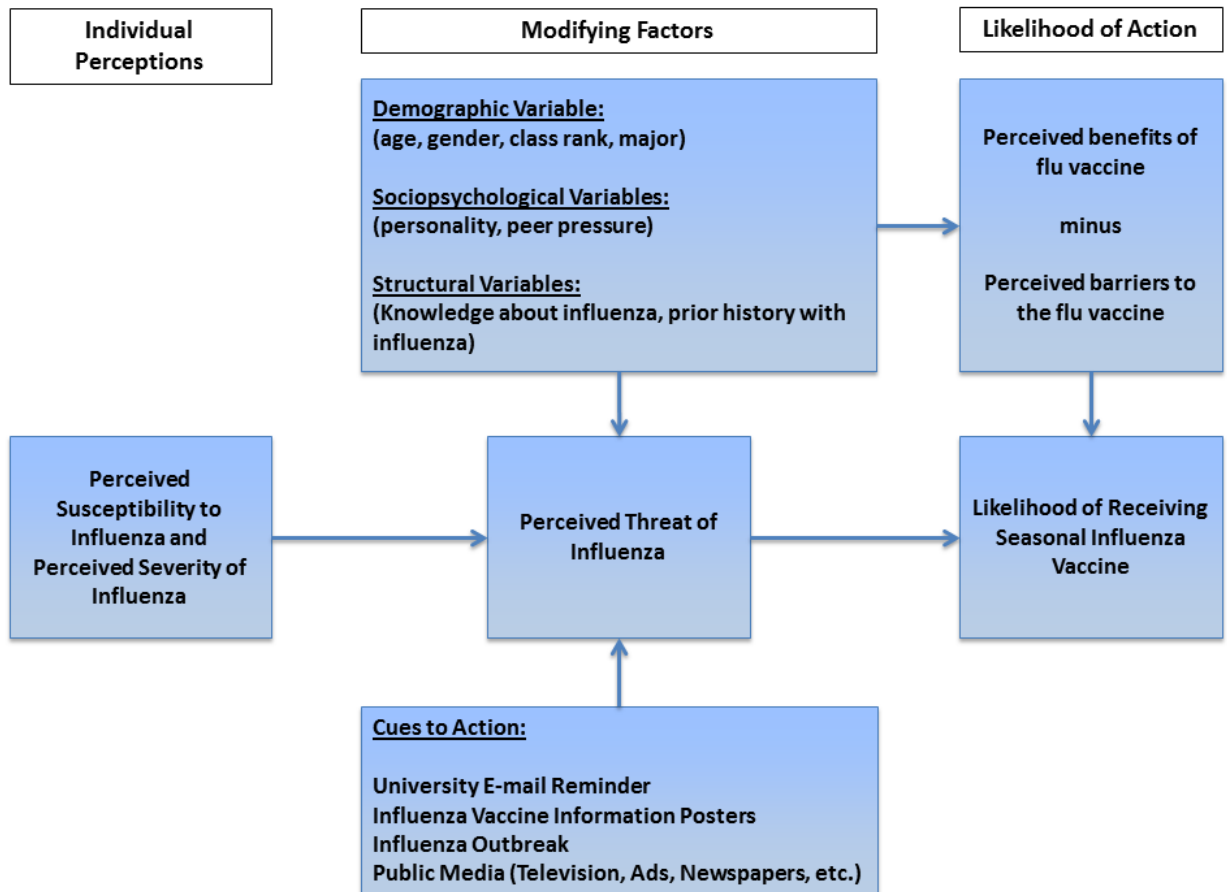 Individual
Perceptions
Modifying Factors
Likelihood of Action
Demographic Variable:
(age, gender, class rank, major)
Sociopsychological Variables:
(personality, peer pressure)
Structural Variables:
(Knowledge about influenza, prior history with
influenza)
Perceived benefits of
flu vaccine
minus
Perceived barriers to
the flu vaccine
Perceived
Susceptibility to
Influenza and
Perceived Severity of
Influenza
Perceived Threat of
Influenza
Likelihood of Receiving
Seasonal Influenza
Vaccine
Cues to Action:
University E-mail Reminder
Influenza Vaccine Information Posters
Influenza Outbreak
Public Media (Television, Ads, Newspapers, etc.)